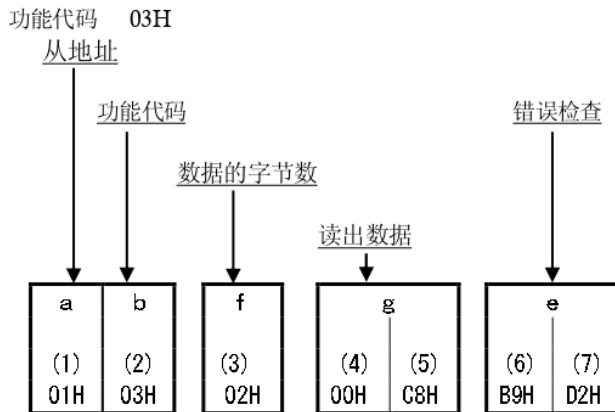 功能代码 03H
从地址
功能代码
错误检查
数据的字节数
读出数据
a b f g e
(1) (2) (3) (4) (5) (6) (7)
01H 03H 02H 00H C8H B9H D2H